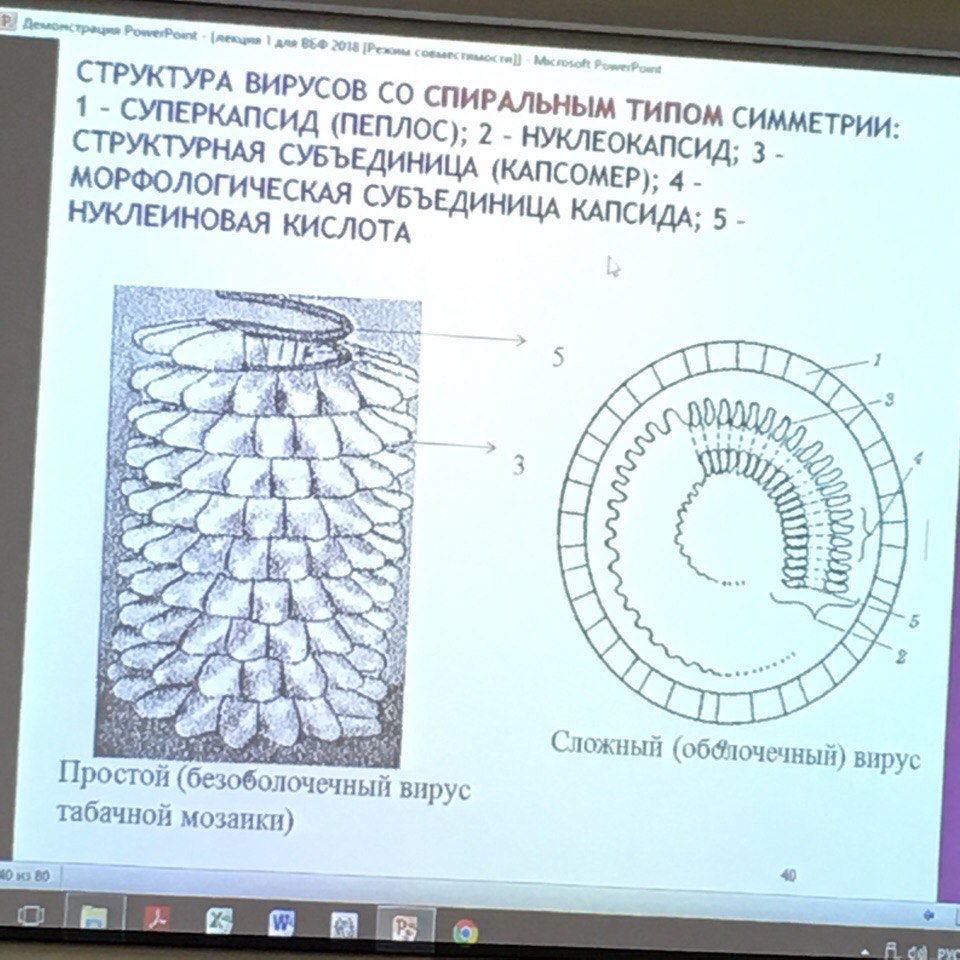 Демонстрация PowerPoint - [лекция 1 для ВБФ 2018 [Режим совместимости]] - Microsoft PowerPoint
СТРУКТУРА ВИРУСОВ СО СПИРАЛЬНЫМ ТИПОМ СИММЕТРИИ:
1 - СУПЕРКАПСИД (ПЕПЛОС); 2 - НУКЛЕОКАПСИД; 3 -
СТРУКТУРНАЯ СУБЪЕДИНИЦА (КАПСОМЕР); 4 -
МОРФОЛОГИЧЕСКАЯ СУБЪЕДИНИЦА КАПСИДА; 5 -
НУКЛЕИНОВАЯ КИСЛОТА
5
3
1
3
4
5
2
Сложный (оболочечный) вирус
Простой (безоболочечный вирус
табачной мозаики)
40 из 80
40
РУС